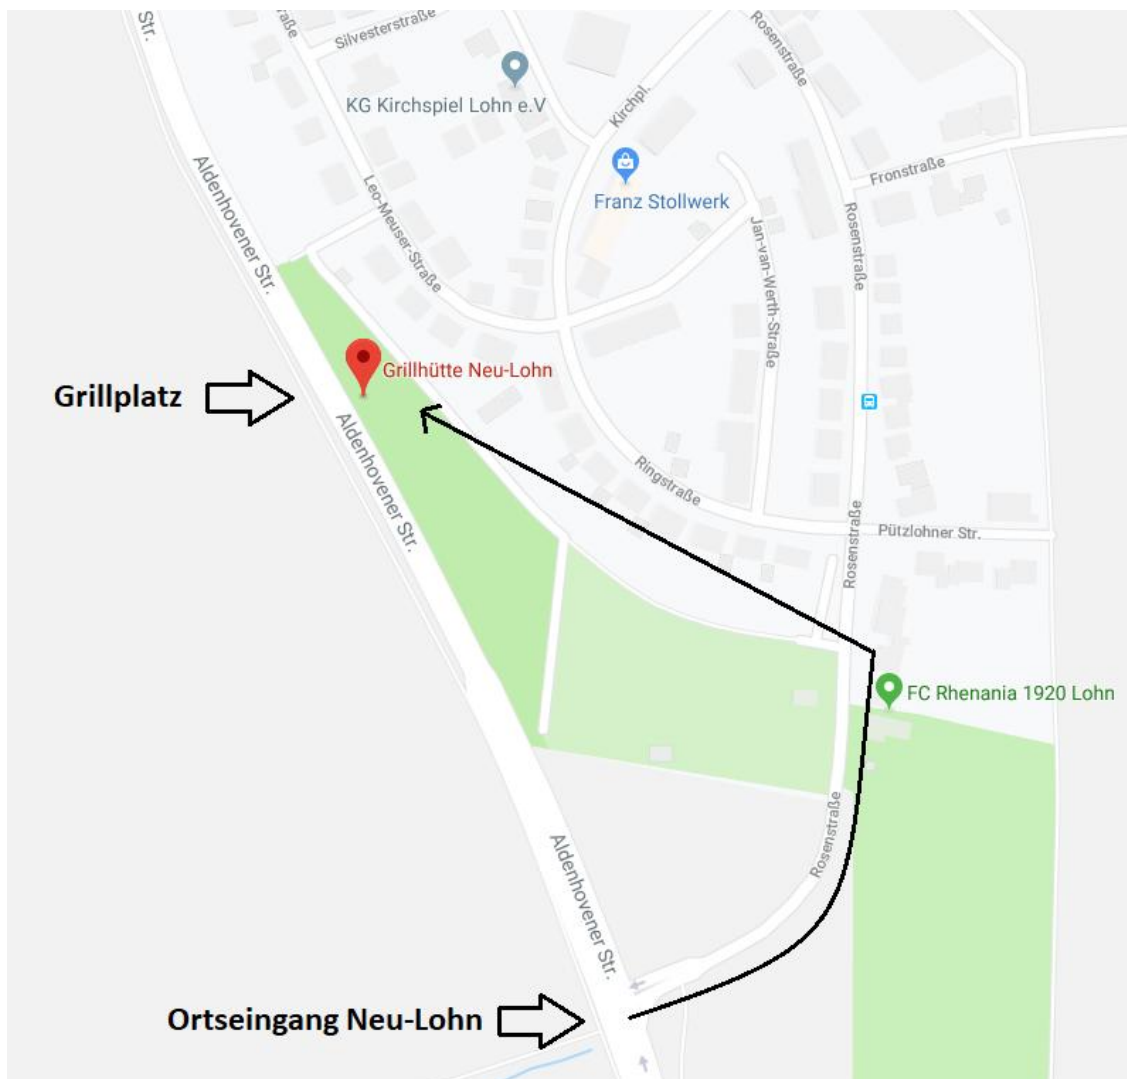 Str.
Silvesterstraße
Rosenstraße
KG Kirchspiel Lohn e.V
Kirchpl.
Aldenhovener Str.
Leo-Meuser-Straße
Franz Stollwerk
Fronstraße
Rosenstraße
Jan-van-Werth-Straße
Grillhütte Neu-Lohn
Grillplatz
Aldenhovener Str.
Ringstraße
Rosenstraße
Pützlohner Str.
FC Rhenania 1920 Lohn
Rosenstraße
Aldenhovener Str.
Ortseingang Neu-Lohn